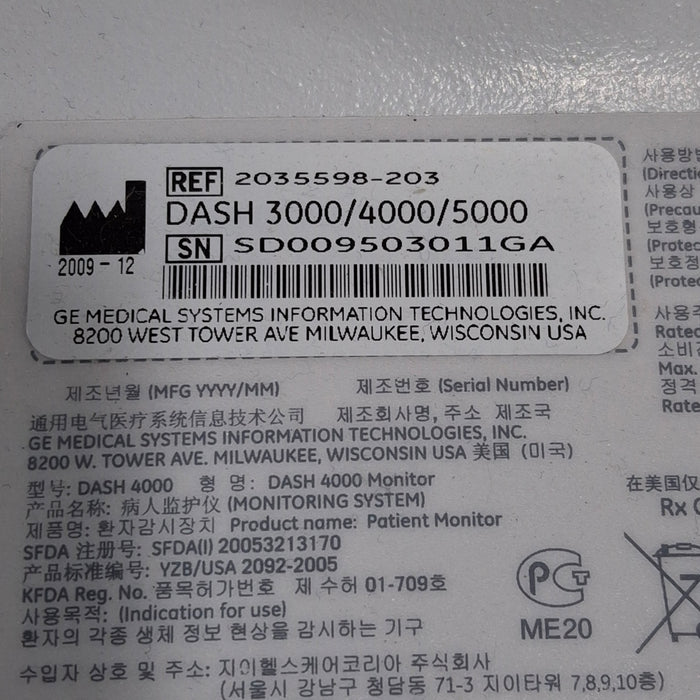 REF 2035598-203
DASH 3000/4000/5000
SN SD009503011GA
2009-12
GE MEDICAL SYSTEMS INFORMATION TECHNOLOGIES, INC.
8200 WEST TOWER AVE MILWAUKEE, WISCONSIN USA
제조년월 (MFG YYYY/MM) 제조번호 (Serial Number)
通用电气医疗系统信息技术公司 제조회사명, 주소 제조국
GE MEDICAL SYSTEMS INFORMATION TECHNOLOGIES, INC.
8200 W. TOWER AVE. MILWAUKEE, WISCONSIN USA 美国 (미국)
型号: DASH 4000 형 명: DASH 4000 Monitor
产品名称: 病人监护仪 (MONITORING SYSTEM)
제품명: 환자감시장치 Product name: Patient Monitor
SFDA 注册号: SFDA(I) 20053213170
产品标准编号: YZB/USA 2092-2005
KFDA Reg. No. 품목허가번호 제 수허 01-709호
사용목적: (Indication for use)
환자의 각종 생체 정보 현상을 감시하는 기구
수입자 상호 및 주소: 지이헬스케어코리아 주식회사
(서울시 강남구 청담동 71-3 지이타워 7,8,9,10층)
사용방법
(Directi
사용상
(Precau
보호형
(Protec
보호정
(Protec
사용주
Rated
소비전
Max.
정격
Rate
在美国仅
Rx O
PCT
ME20